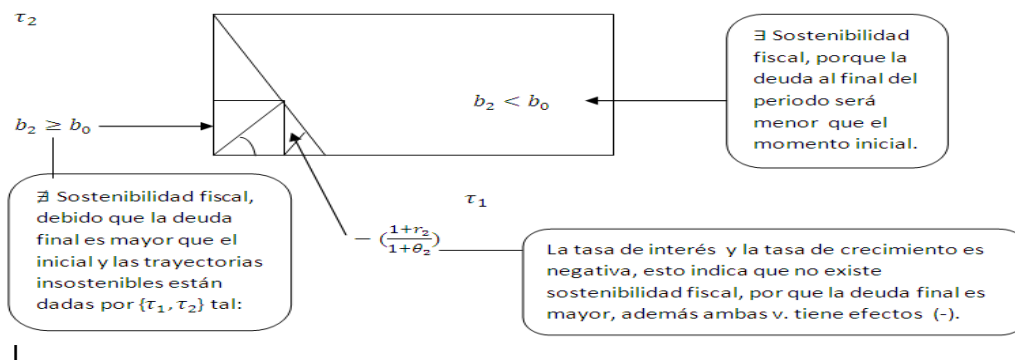 τ₂
∃ Sostenibilidad
fiscal, porque la
deuda al final del
periodo será
menor que el
momento inicial.
b₂ < b₀
b₂ ≥ b₀
∄ Sostenibilidad fiscal,
debido que la deuda
final es mayor que el
inicial y las trayectorias
insostenibles están
dadas por {τ₁, τ₂} tal:
τ₁
− (1+r₂/1+θ₂)
La tasa de interés y la tasa de crecimiento es
negativa, esto indica que no existe
sostenibilidad fiscal, por que la deuda final es
mayor, además ambas v. tiene efectos (-).